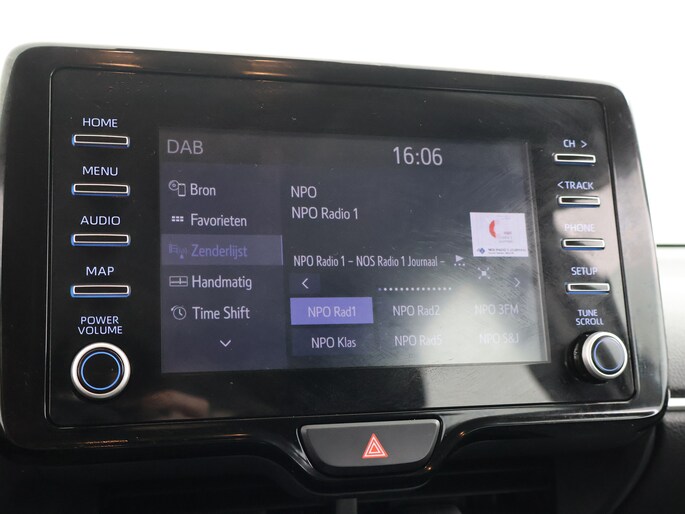 HOME
MENU
AUDIO
MAP
POWER
VOLUME
DAB
16:06
Bron
Favorieten
Zenderlijst
Handmatig
Time Shift
NPO
NPO Radio 1
NPO Radio 1 – NOS Radio 1 Journaal –
NPO Rad1 NPO Rad2 NPO 3FM
NPO Klas NPO Rad5 NPO S&J
CH >
< TRACK
PHONE
SETUP
TUNE
SCROLL